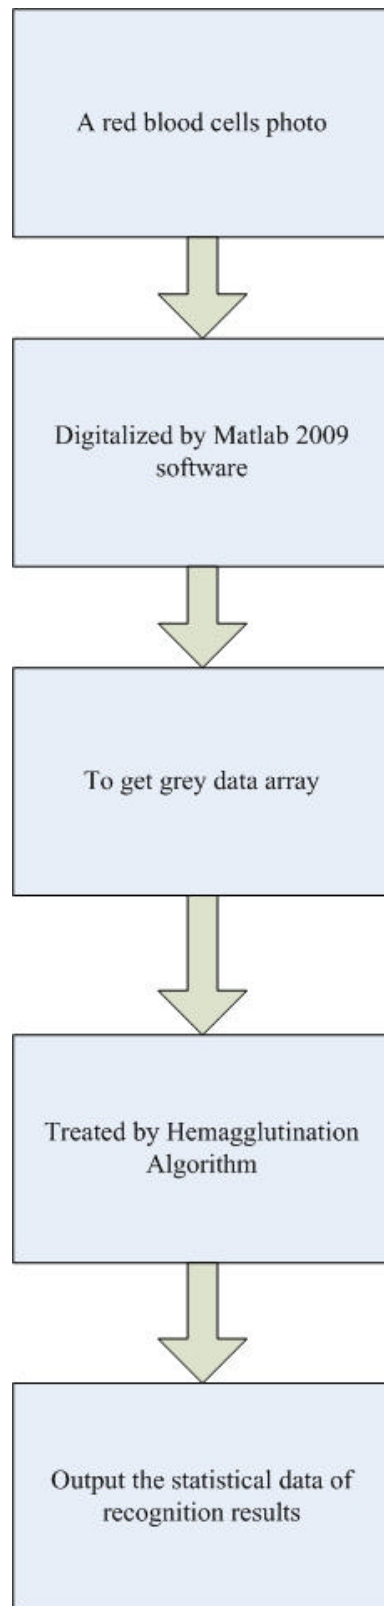 A red blood cells photo
Digitalized by Matlab 2009
software
To get grey data array
Treated by Hemagglutination
Algorithm
Output the statistical data of
recognition results